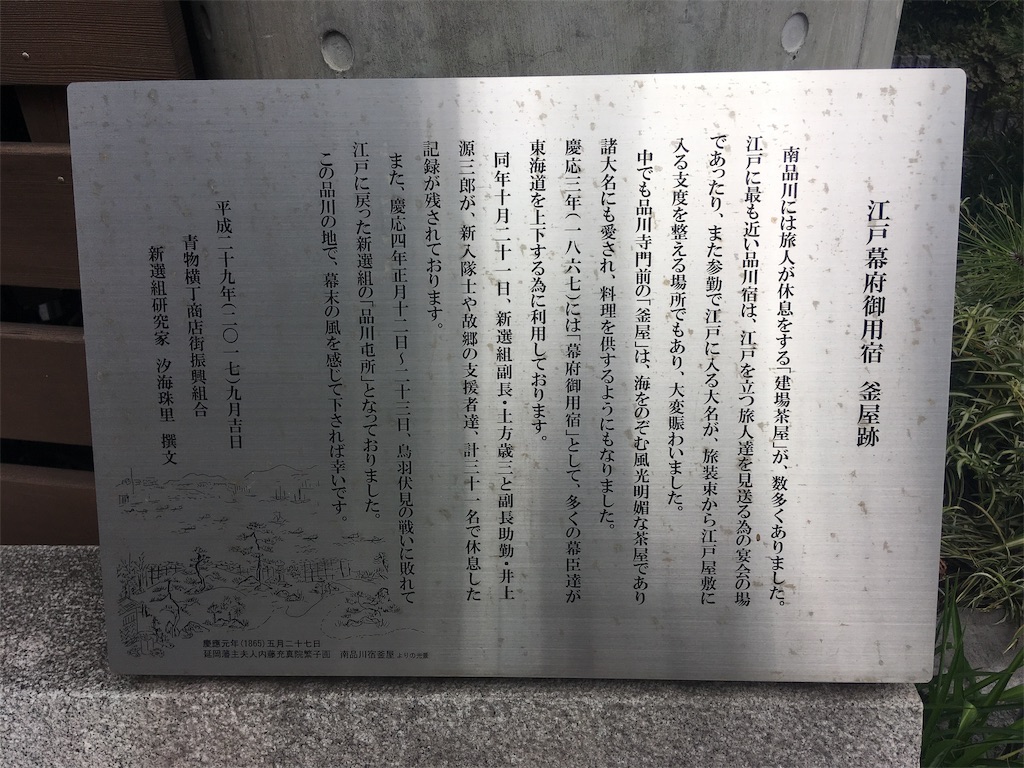 江戸幕府御用宿　釜屋跡
南品川には旅人が休息をする「建場茶屋」が、数多くありました。
江戸に最も近い品川宿は、江戸を立つ旅人達を見送る為の宴会の場
であったり、また参勤で江戸に入る大名が、旅装束から江戸屋敷に
入る支度を整える場所でもあり、大変賑わいました。
中でも品川寺門前の「釜屋」は、海をのぞむ風光明媚な茶屋であり
諸大名にも愛され、料理を供するようにもなりました。
慶応三年(一八六七)には「幕府御用宿」として、多くの幕臣達が
東海道を上下する為に利用しております。
同年十月二十一日、新選組副長・土方歳三と副長助勤・井上
源三郎が、新入隊士や故郷の支援者達、計三十一名で休息した
記録が残されております。
また、慶応四年正月十二日〜二十三日、鳥羽伏見の戦いに敗れて
江戸に戻った新選組の「品川屯所」となっておりました。
この品川の地で、幕末の風を感じて下されば幸いです。
平成二十九年(二〇一七)九月吉日
青物横丁商店街振興組合
新選組研究家　汐海珠里　撰文
慶應元年(1865)五月二十七日
延岡藩主夫人内藤充真院繁子画　南品川宿釜屋 よりの光景